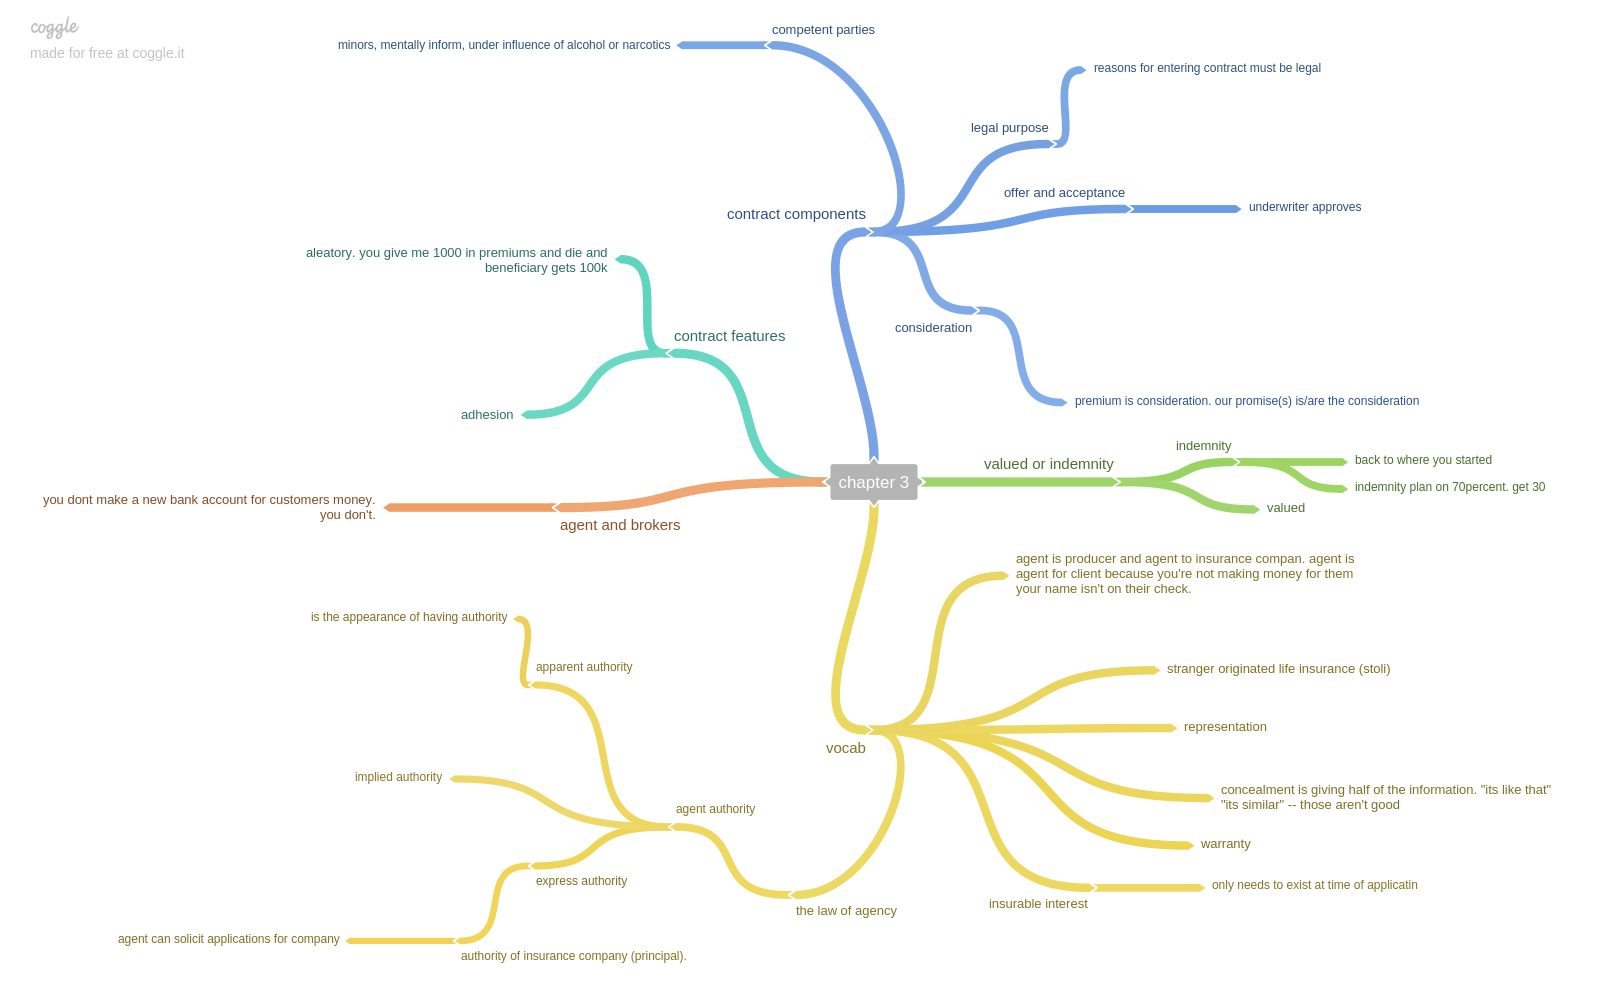 coggle
made for free at coggle.it
competent parties
minors, mentally inform, under influence of alcohol or narcotics
reasons for entering contract must be legal
legal purpose
offer and acceptance
underwriter approves
contract components
aleatory. you give me 1000 in premiums and die and
beneficiary gets 100k
consideration
contract features
premium is consideration. our promise(s) is/are the consideration
adhesion
indemnity
valued or indemnity
back to where you started
chapter 3
indemnity plan on 70percent. get 30
you dont make a new bank account for customers money.
you don't.
valued
agent and brokers
agent is producer and agent to insurance compan. agent is
agent for client because you're not making money for them
your name isn't on their check.
is the appearance of having authority
apparent authority
stranger originated life insurance (stoli)
representation
vocab
implied authority
concealment is giving half of the information. "its like that"
"its similar" -- those aren't good
agent authority
warranty
express authority
only needs to exist at time of applicatin
insurable interest
the law of agency
agent can solicit applications for company
authority of insurance company (principal).